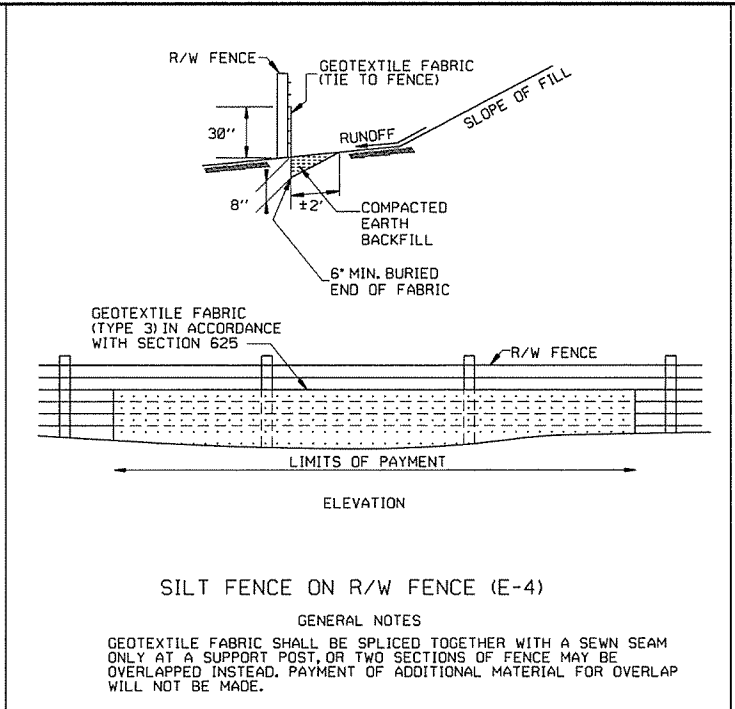 R/W FENCE
GEOTEXTILE FABRIC
(TIE TO FENCE)
SLOPE OF FILL
RUNOFF
30"
8"
±2'
COMPACTED
EARTH
BACKFILL
6" MIN. BURIED
END OF FABRIC
GEOTEXTILE FABRIC
(TYPE 3) IN ACCORDANCE
WITH SECTION 625
R/W FENCE
LIMITS OF PAYMENT
ELEVATION
SILT FENCE ON R/W FENCE (E-4)
GENERAL NOTES
GEOTEXTILE FABRIC SHALL BE SPLICED TOGETHER WITH A SEWN SEAM
ONLY AT A SUPPORT POST, OR TWO SECTIONS OF FENCE MAY BE
OVERLAPPED INSTEAD. PAYMENT OF ADDITIONAL MATERIAL FOR OVERLAP
WILL NOT BE MADE.